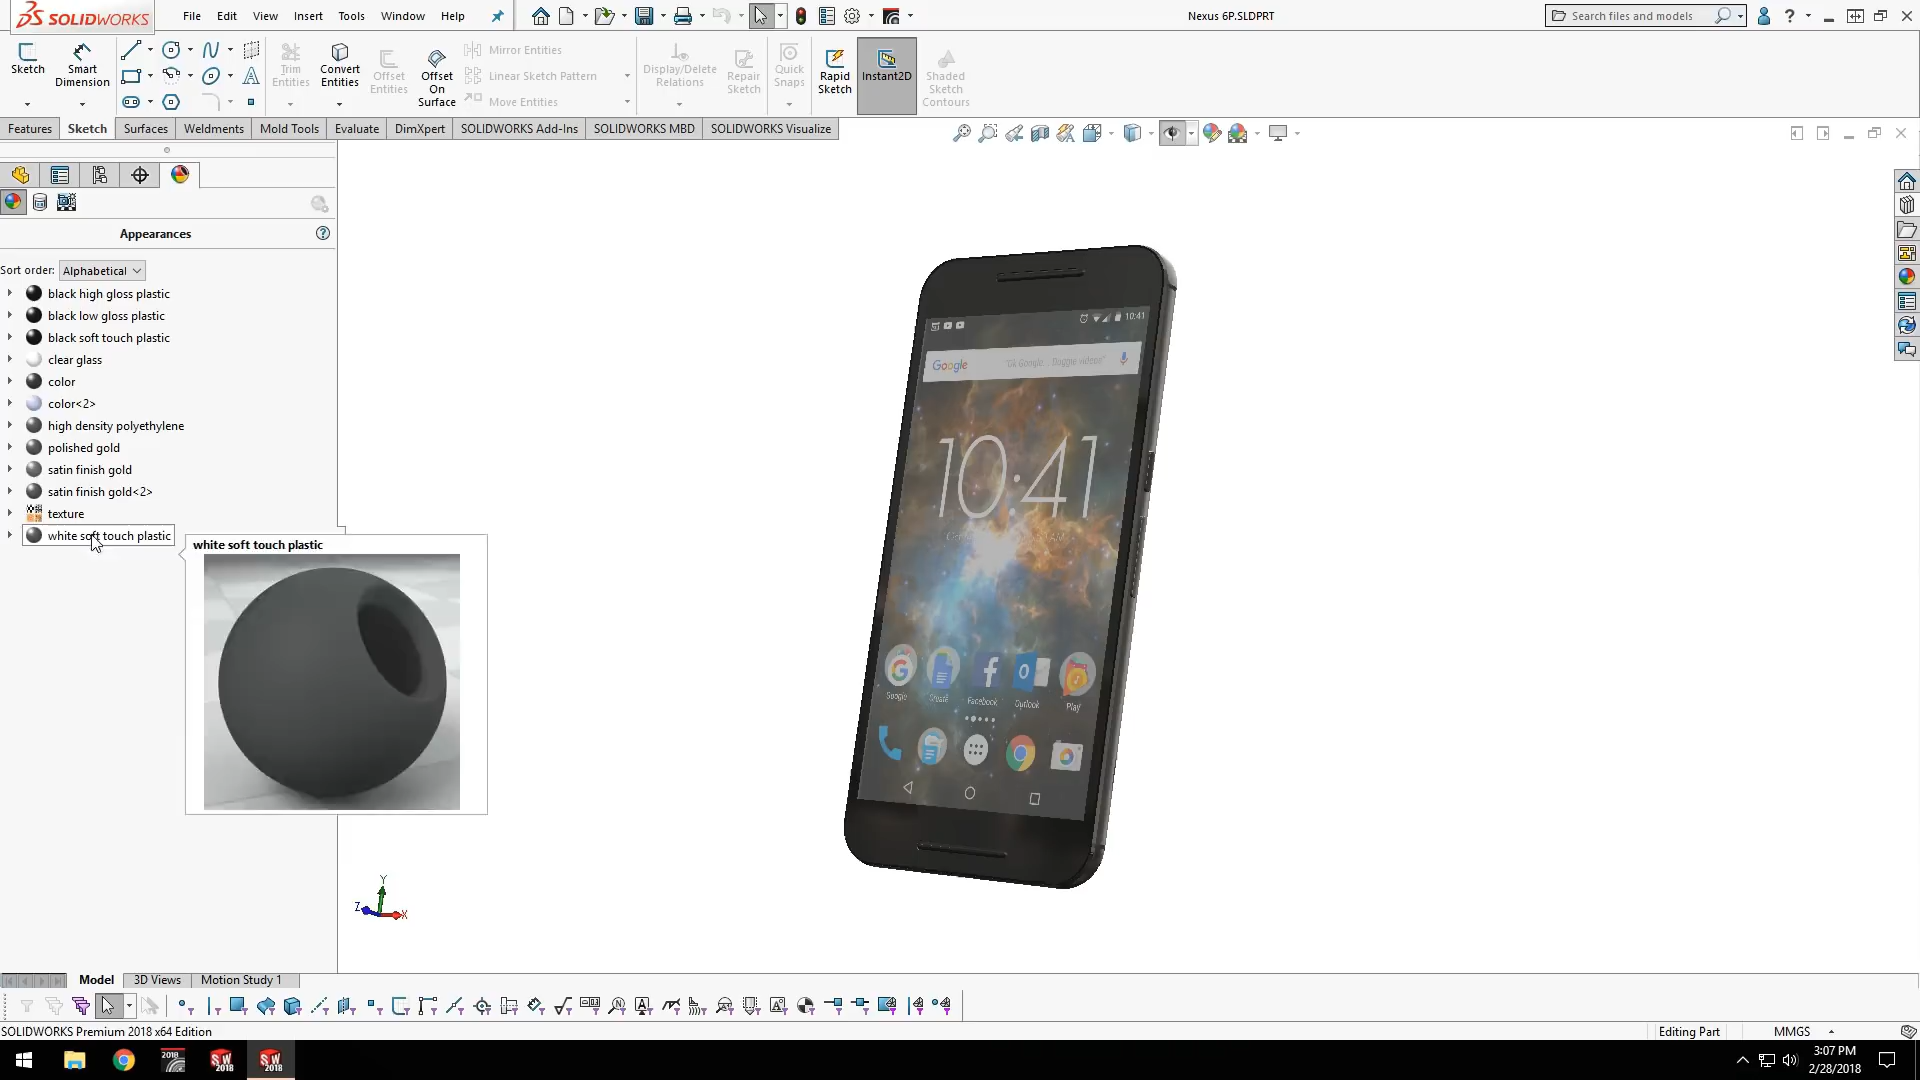 SOLIDWORKS File Edit View Insert Tools Window Help Nexus 6P.SLDPRT Search files and models ?
Sketch Smart Dimension Trim Entities Convert Entities Offset Entities Offset On Surface Mirror Entities Linear Sketch Pattern Move Entities Display/Delete Relations Repair Sketch Quick Snaps Rapid Sketch Instant2D Shaded Sketch Contours
Features Sketch Surfaces Weldments Mold Tools Evaluate DimXpert SOLIDWORKS Add-Ins SOLIDWORKS MBD SOLIDWORKS Visualize
Appearances
Sort order: Alphabetical
black high gloss plastic
black low gloss plastic
black soft touch plastic
clear glass
color
color<2>
high density polyethylene
polished gold
satin finish gold
satin finish gold<2>
texture
white soft touch plastic
white soft touch plastic
10:41
Google
10:41
Google Create Facebook Outlook Play
Y
Z X
Model 3D Views Motion Study 1
SOLIDWORKS Premium 2018 x64 Edition Editing Part MMGS
2018 SW 2018 SW 2018 3:07 PM
2/28/2018